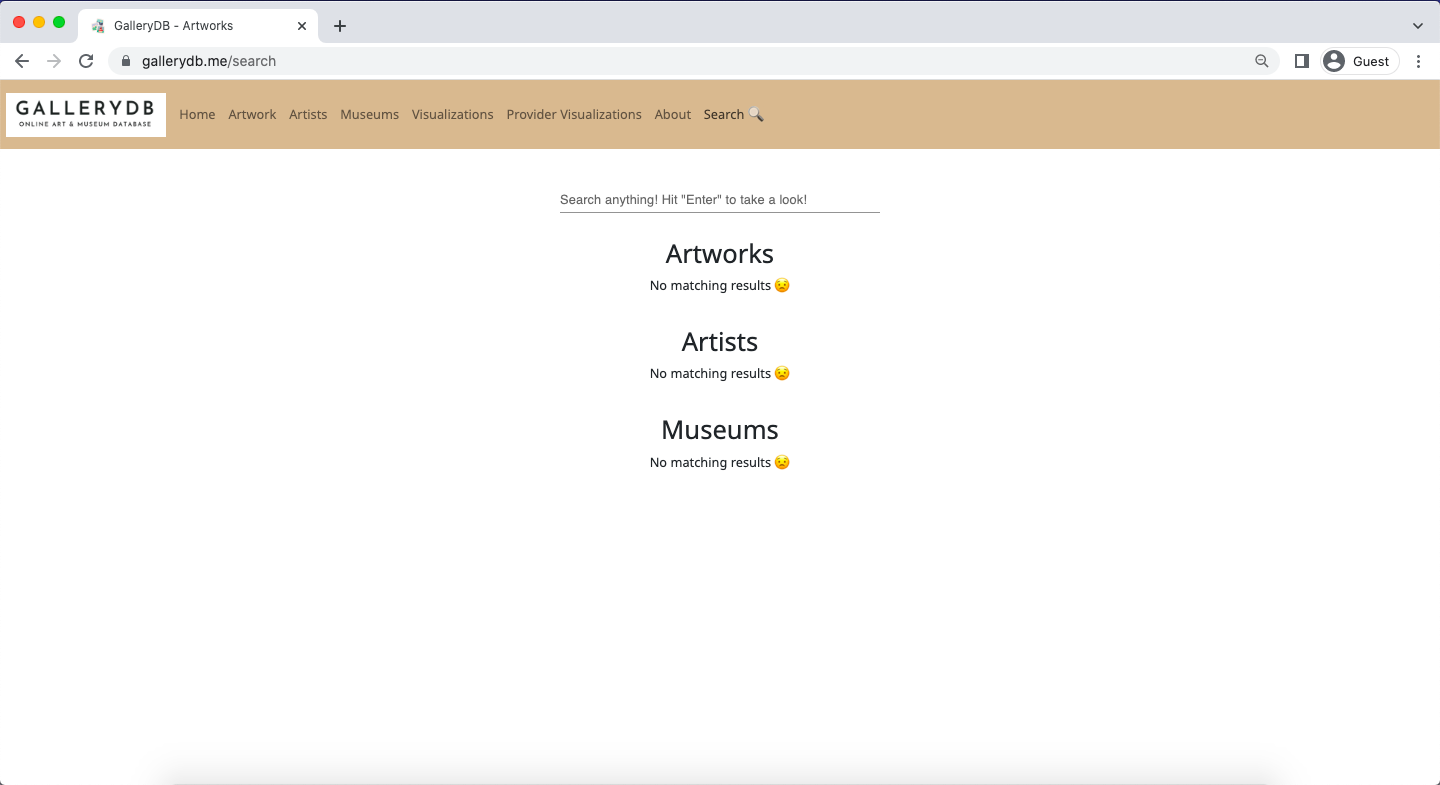 GalleryDB - Artworks
gallerydb.me/search
Guest
GALLERYDB
ONLINE ART & MUSEUM DATABASE
Home Artwork Artists Museums Visualizations Provider Visualizations About Search 🔍
Search anything! Hit "Enter" to take a look!
Artworks
No matching results 😟
Artists
No matching results 😟
Museums
No matching results 😟